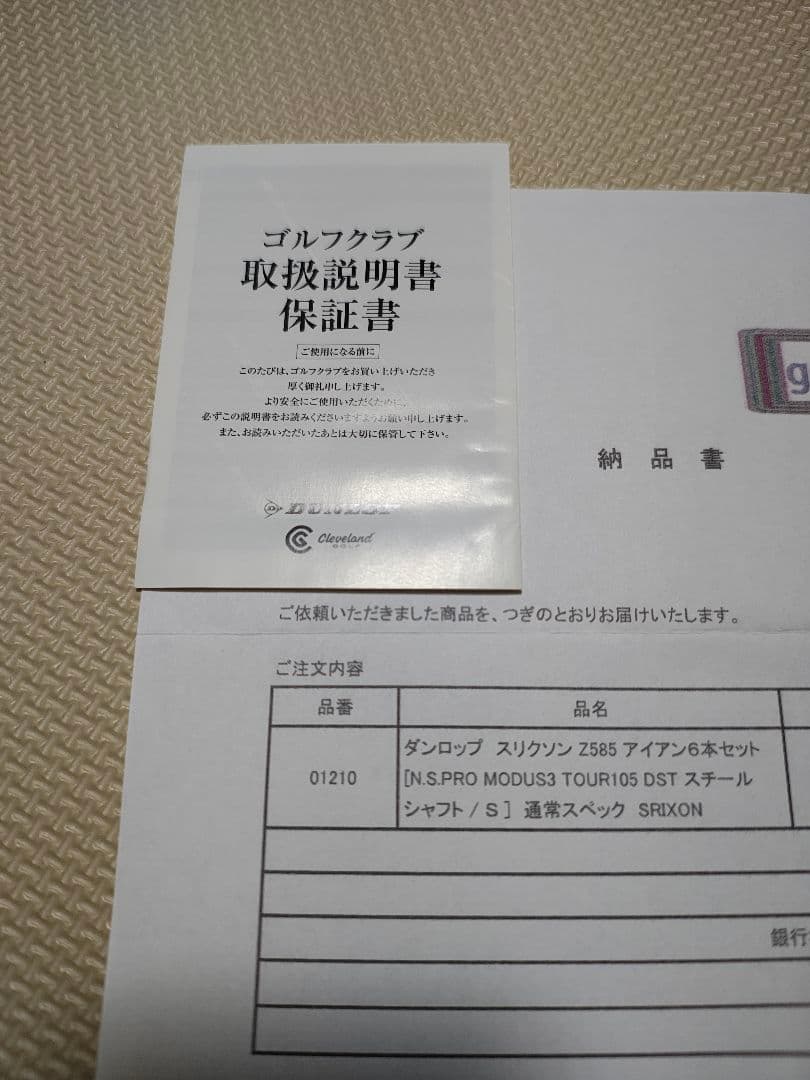 ゴルフクラブ
取扱説明書
保証書
ご使用になる前に
このたびは、ゴルフクラブをお買い上げいただき
厚く御礼申し上げます。
より安全にご使用いただくために、
必ずこの説明書をお読みくださいますようお願い申し上げます。
また、お読みいただいたあとは大切に保管して下さい。
DUNLOP
Cleveland
GOLF
g
納品書
ご依頼いただきました商品を、つぎのとおりお届けいたします。
ご注文内容
品番 品名
01210 ダンロップ スリクソン Z585 アイアン6本セット
[N.S.PRO MODUS3 TOUR105 DST スチール
シャフト / S ] 通常スペック SRIXON
銀行